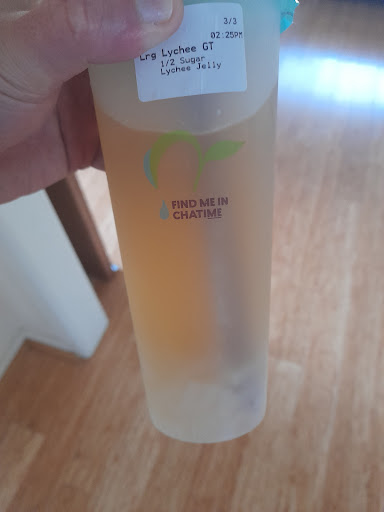 3/3
02:25PM
Lrg Lychee GT
1/2 Sugar
Lychee Jelly
FIND ME IN
CHATIME